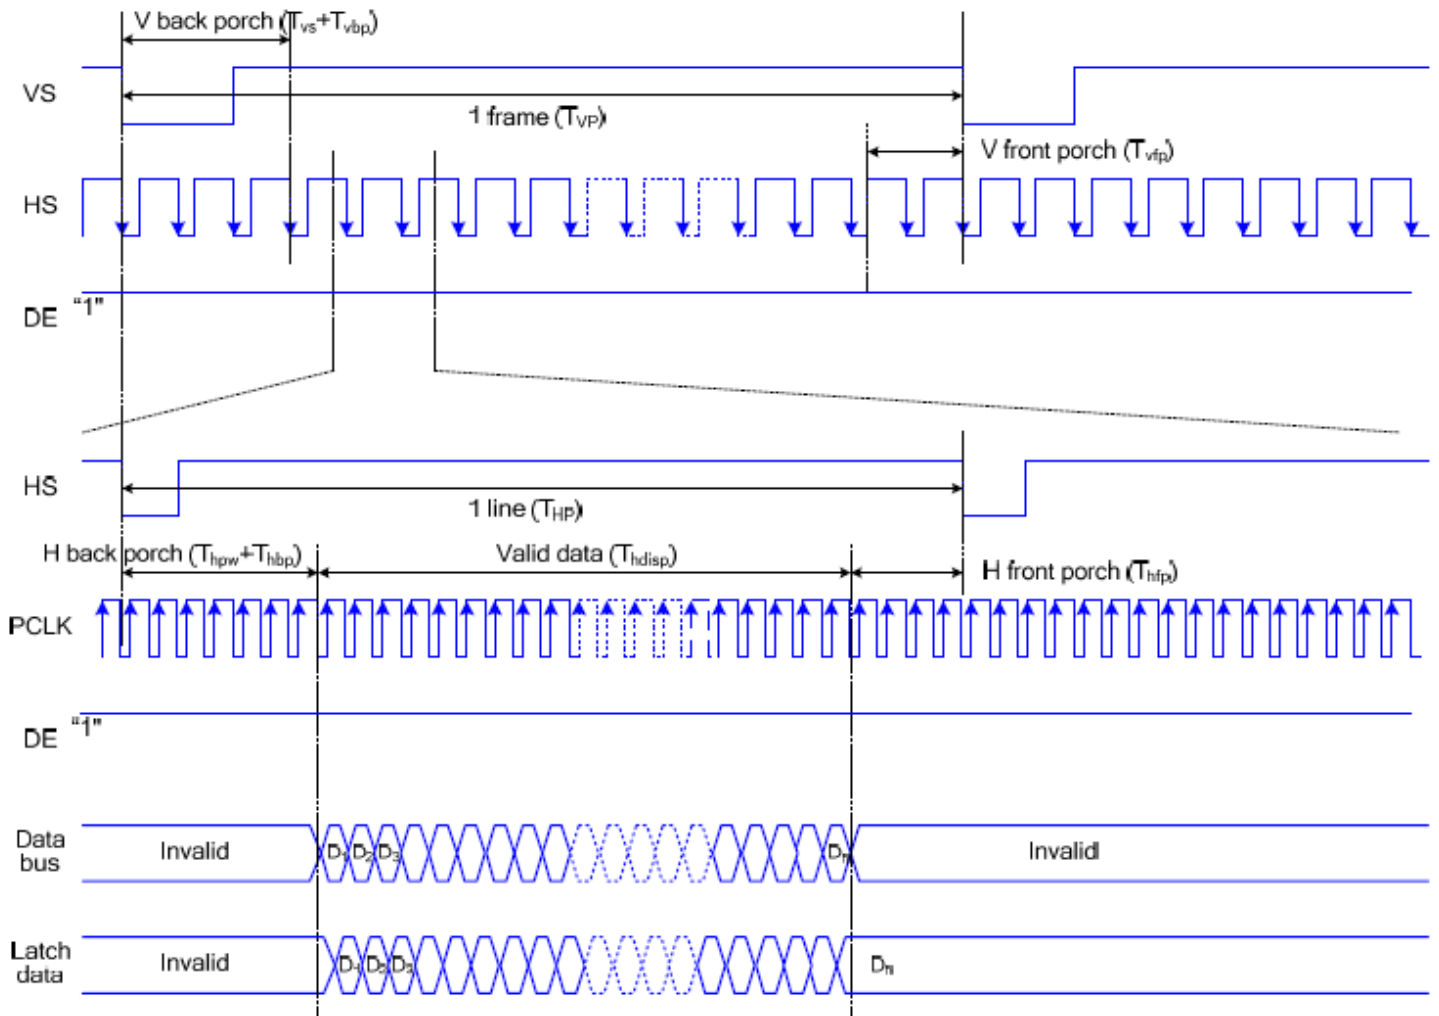 V back porch (Tvs+Tvbp)
VS
1 frame (TVP)
V front porch (Tvfp)
HS
"1"
DE
HS
1 line (THP)
H back porch (Thpw+Thbp)
Valid data (Thdisp)
H front porch (Thfp)
PCLK
"1"
DE
Data bus
Invalid
D1 D2 D3
Dn
Invalid
Latch data
Invalid
D1 D2 D3
Dn